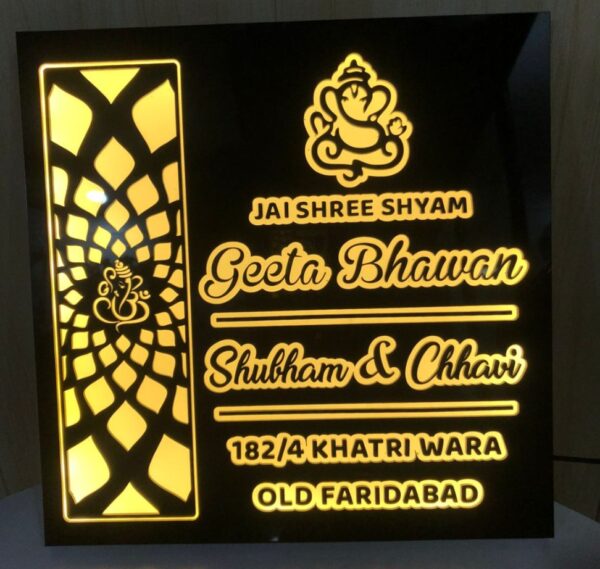 JAI SHREE SHYAM
Geeta Bhawan
Shubham & Chhavi
182/4 KHATRI WARA
OLD FARIDABAD